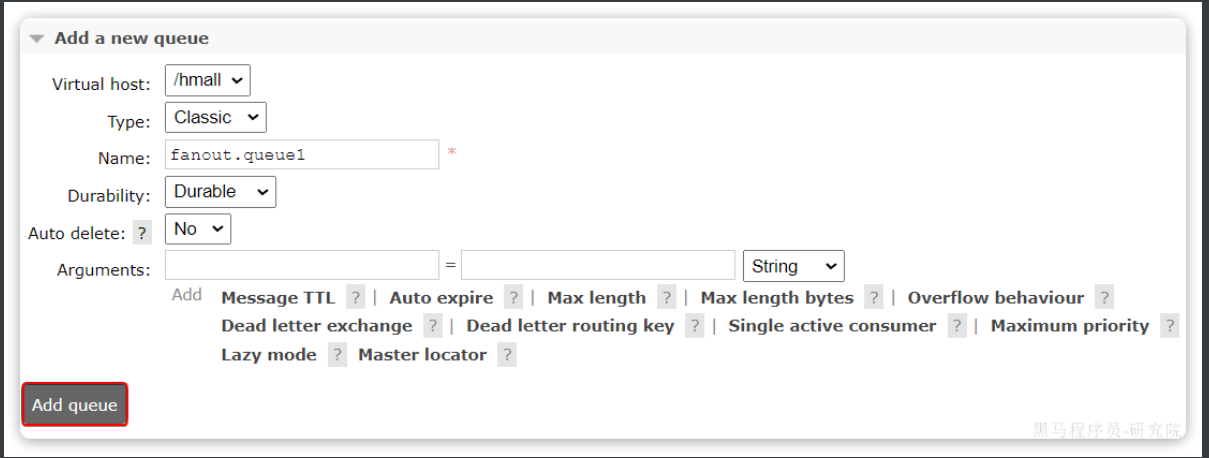 Add a new queue
Virtual host: /hmall
Type: Classic
Name: fanout.queue1 *
Durability: Durable
Auto delete: ? No
Arguments: = String
Add Message TTL ? | Auto expire ? | Max length ? | Max length bytes ? | Overflow behaviour ?
Dead letter exchange ? | Dead letter routing key ? | Single active consumer ? | Maximum priority ?
Lazy mode ? Master locator ?
Add queue
黑马程序员-研究院